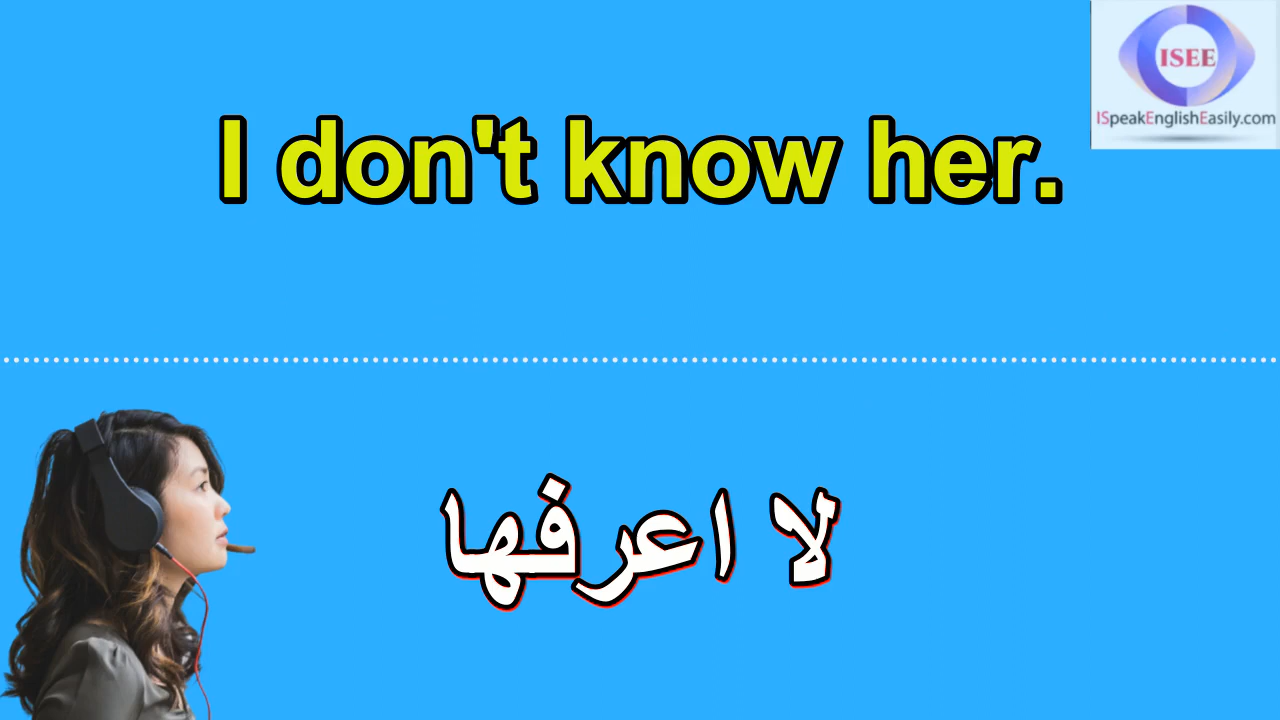 ISEE
ISpeakEnglishEasily.com
I don't know her.
لا اعرفها